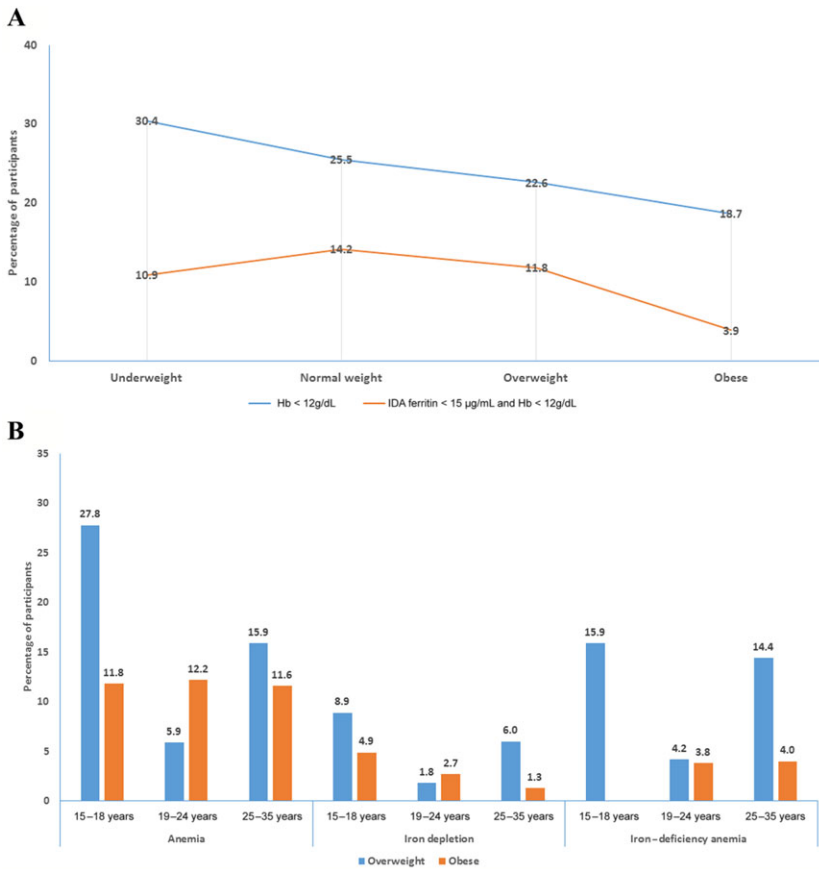 A
40
30
20
10
0
Percentage of participants
30.4
25.5
22.6
18.7
10.9
14.2
11.8
3.9
Underweight Normal weight Overweight Obese
Hb < 12g/dL IDA ferritin < 15 µg/mL and Hb < 12g/dL
B
35
30
25
20
15
10
5
0
Percentage of participants
27.8 11.8 5.9 12.2 15.9 11.6 8.9 4.9 1.8 2.7 6.0 1.3 15.9 4.2 3.8 14.4 4.0
15–18 years 19–24 years 25–35 years 15–18 years 19–24 years 25–35 years 15–18 years 19–24 years 25–35 years
Anemia Iron depletion Iron–deficiency anemia
Overweight Obese